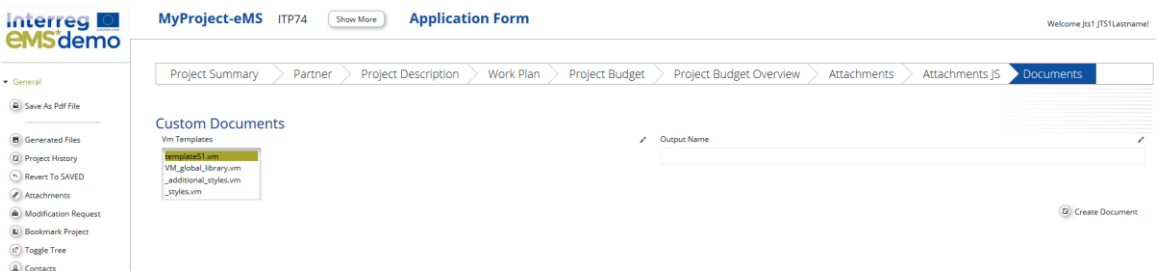 Interreg
eMS demo
MyProject-eMS ITP74 Show More Application Form
Welcome Jts1 JTS1Lastname!
Project Summary Partner Project Description Work Plan Project Budget Project Budget Overview Attachments Attachments JS Documents
General
Save As Pdf File
Generated Files
Project History
Revert To SAVED
Attachments
Modification Request
Bookmark Project
Toggle Tree
Contacts
Custom Documents
Vm Templates
templateS1.vm
VM_global_library.vm
_additional_styles.vm
_styles.vm
Output Name
Create Document